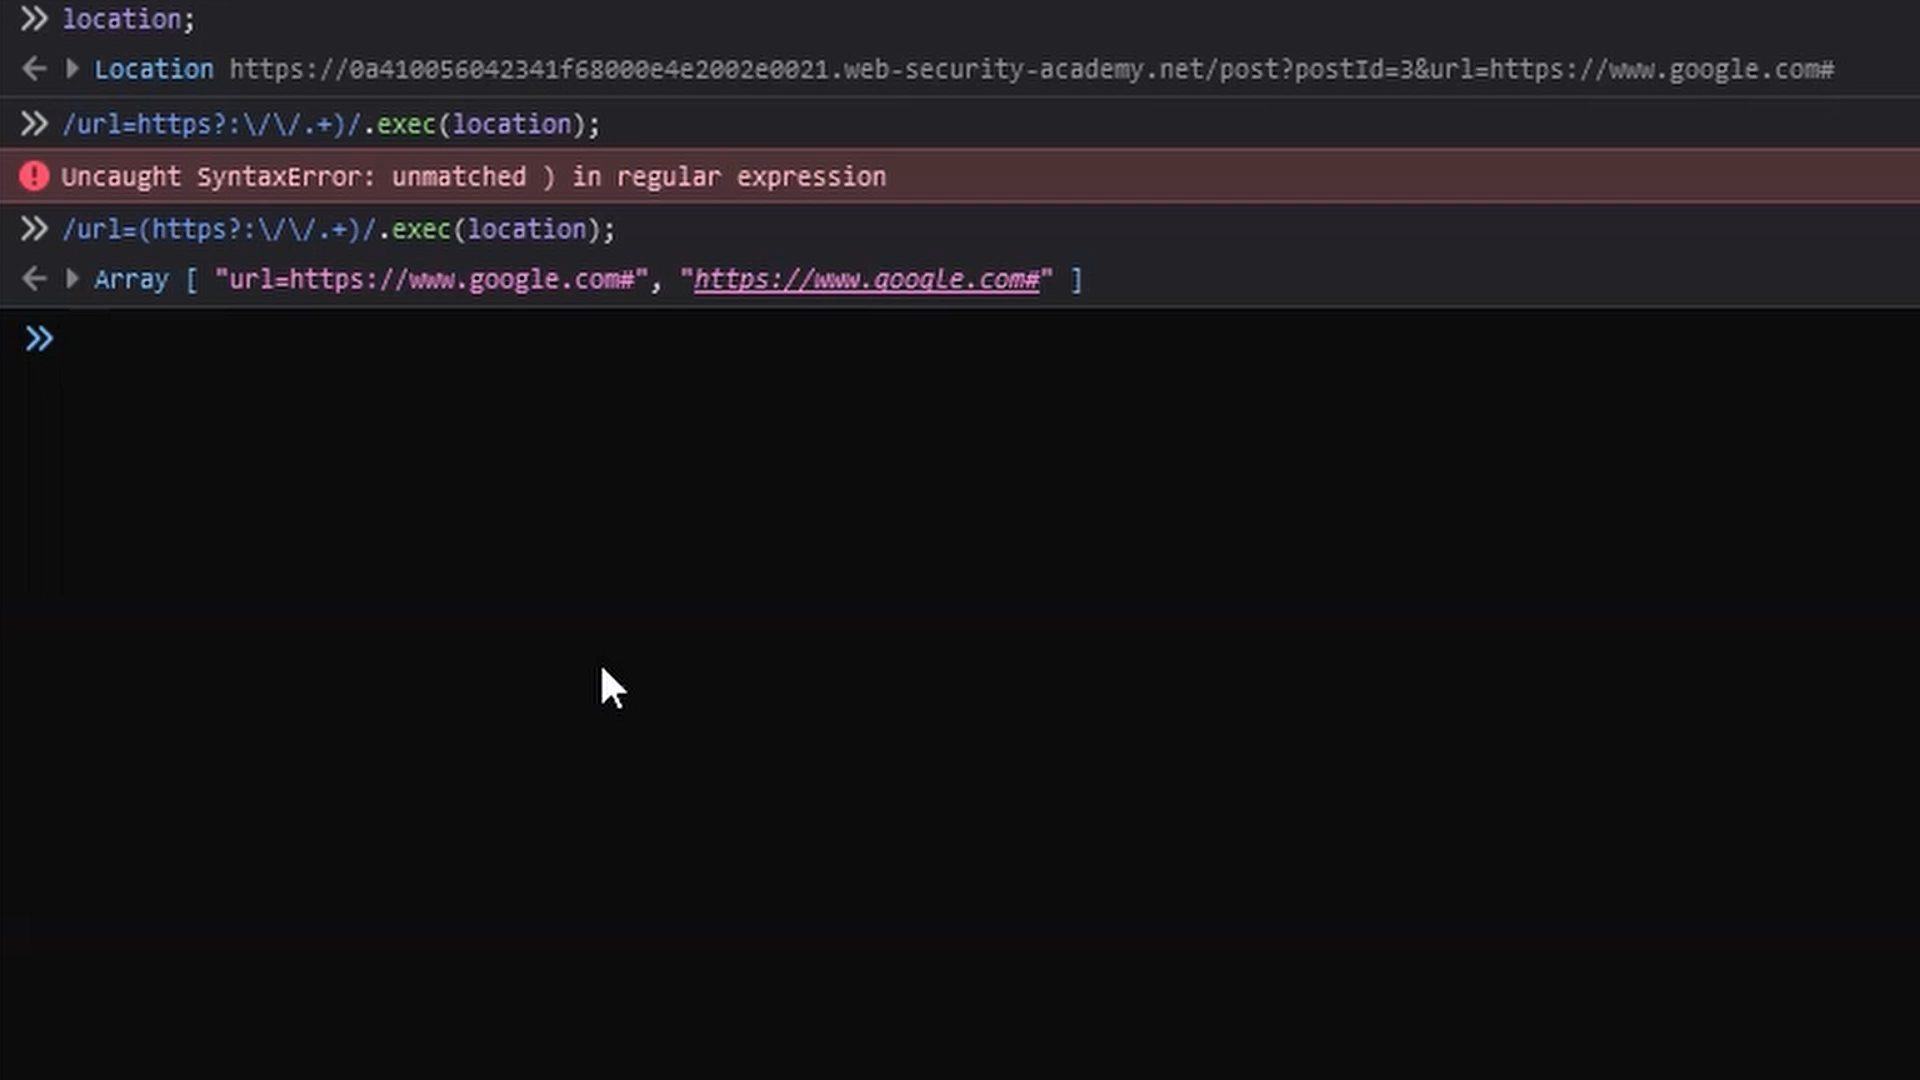 >> location;
← ▶ Location https://0a410056042341f68000e4e2002e0021.web-security-academy.net/post?postId=3&url=https://www.google.com#
>> /url=https?:\/\/.+)/.exec(location);
! Uncaught SyntaxError: unmatched ) in regular expression
>> /url=(https?:\/\/.+)/.exec(location);
← ▶ Array [ "url=https://www.google.com#", "https://www.google.com#" ]
>>